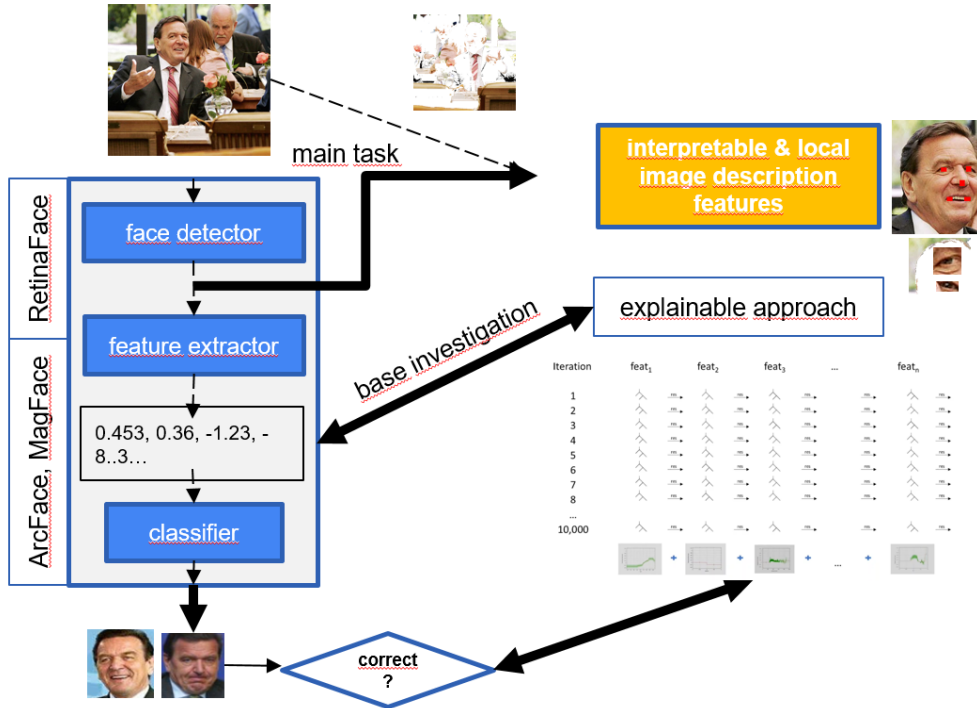 main task
interpretable & local
image description
features
RetinaFace
face detector
feature extractor
ArcFace, MagFace
0.453, 0.36, -1.23, -
8..3...
classifier
base investigation
explainable approach
Iteration feat1 feat2 feat3 ... featn
1
2
3
4
5
6
7
8
...
10,000
+ + + ... +
correct
?